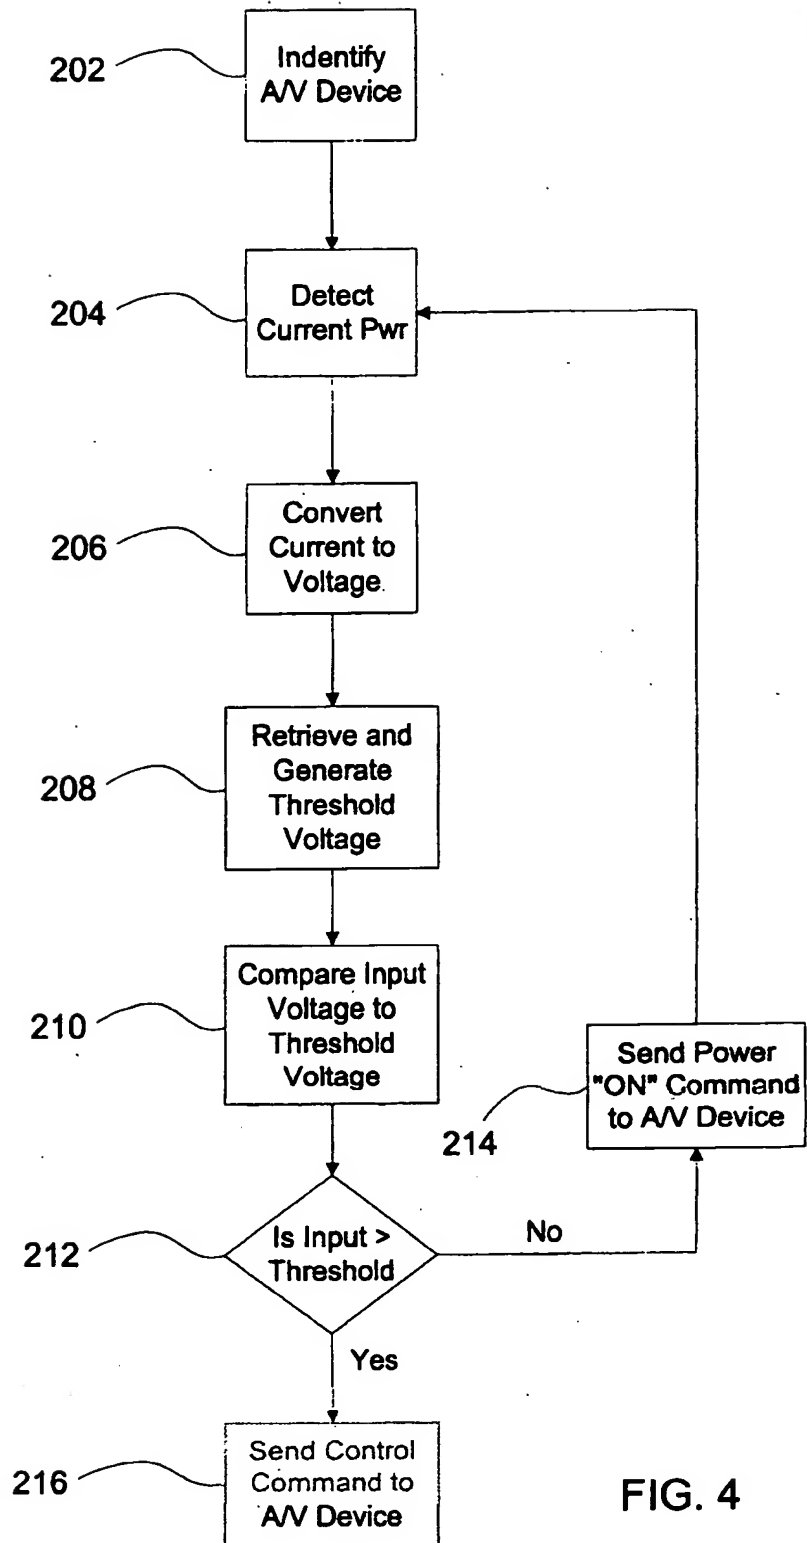 202
Indentify
A/V Device
204
Detect
Current Pwr
206
Convert
Current to
Voltage
208
Retrieve and
Generate
Threshold
Voltage
210
Compare Input
Voltage to
Threshold
Voltage
214
Send Power
"ON" Command
to A/V Device
212
Is Input >
Threshold
No
Yes
216
Send Control
Command to
A/V Device
FIG. 4